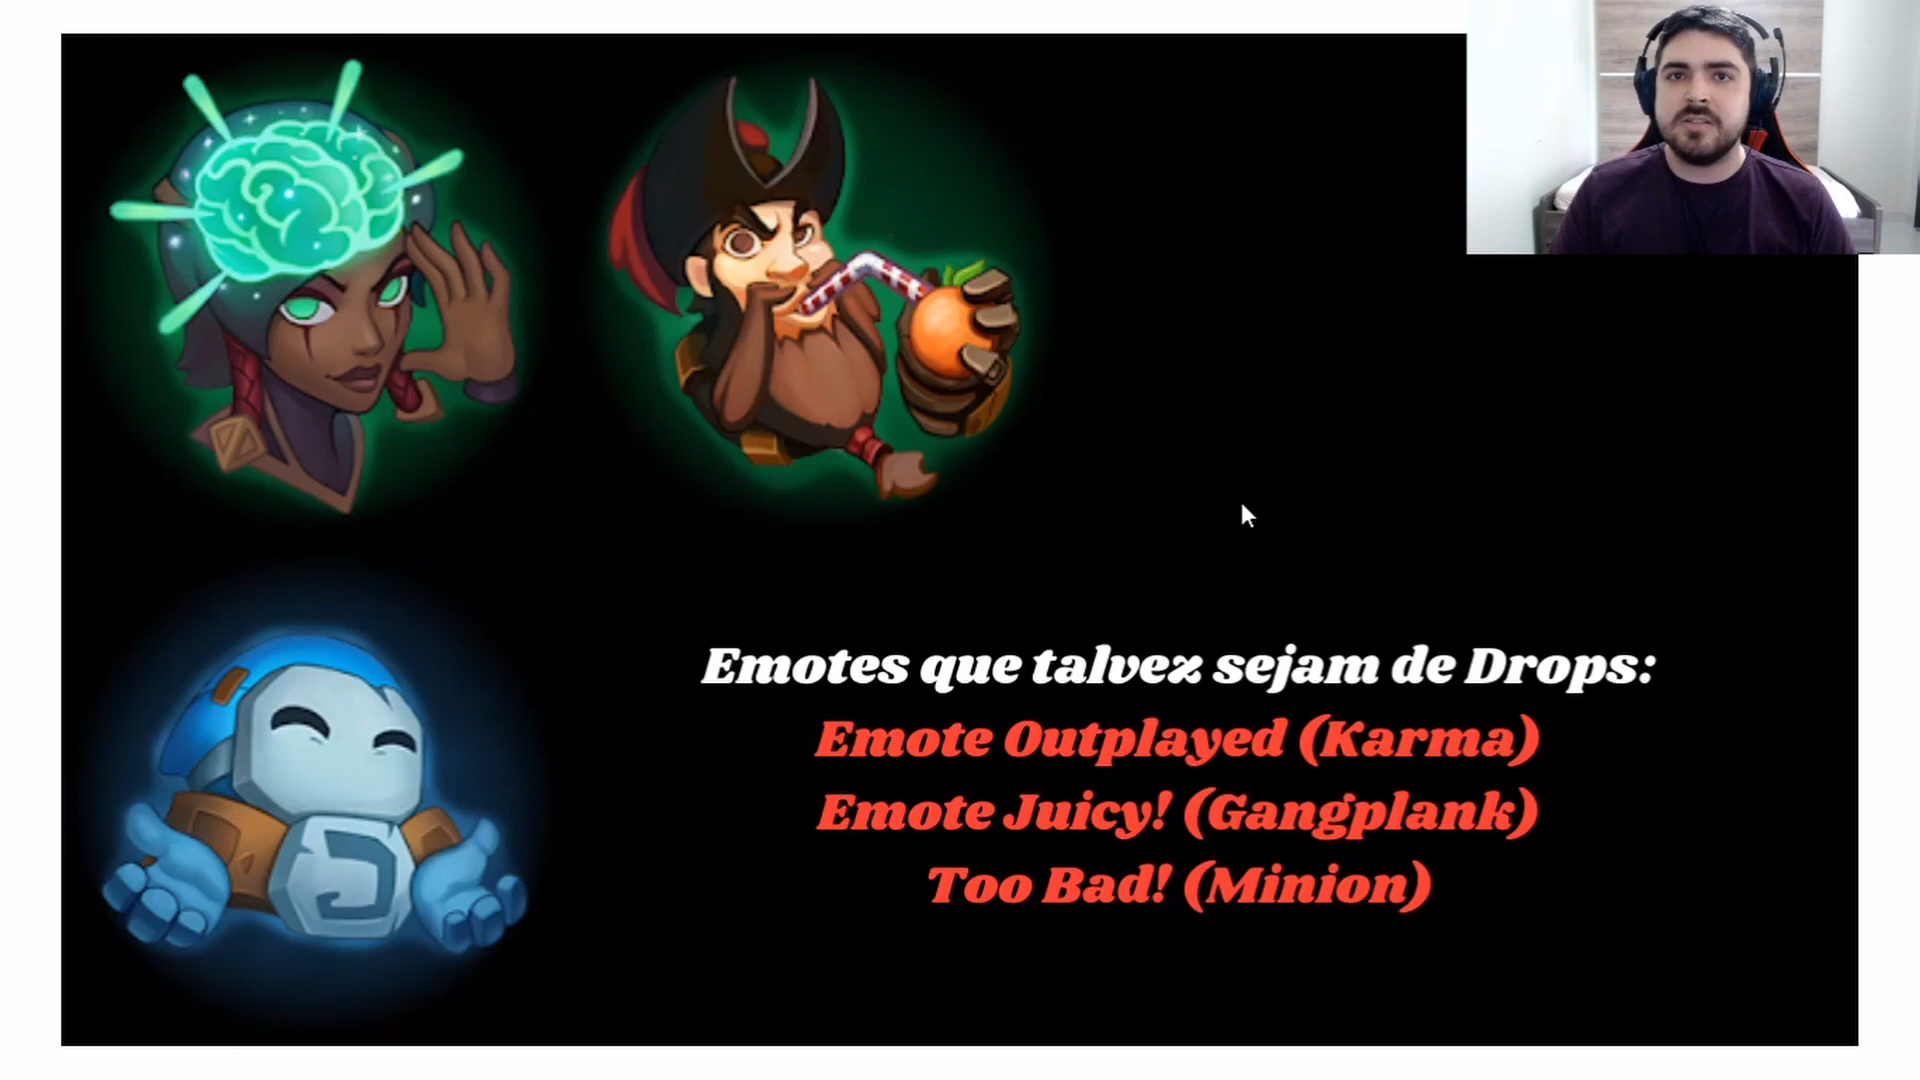 Emotes que talvez sejam de Drops:
Emote Outplayed (Karma)
Emote Juicy! (Gangplank)
Too Bad! (Minion)